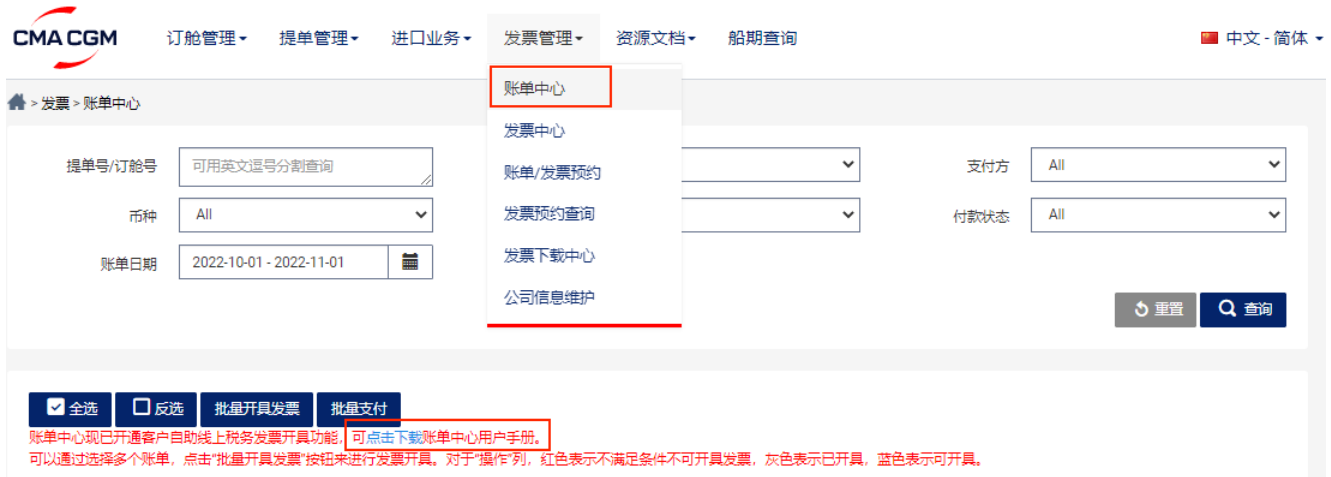 CMA CGM 订舱管理 提单管理 进口业务 发票管理 资源文档 船期查询 中文 - 简体
账单中心
> 发票 > 账单中心
发票中心
提单号/订舱号 可用英文逗号分割查询 支付方 All
账单/发票预约
币种 All 付款状态 All
发票预约查询
账单日期 2022-10-01 - 2022-11-01
发票下载中心
公司信息维护
重置 查询
全选 反选 批量开具发票 批量支付
账单中心现已开通客户自助线上税务发票开具功能，可点击下载账单中心用户手册。
可以通过选择多个账单，点击“批量开具发票”按钮来进行发票开具。对于“操作”列，红色表示不满足条件不可开具发票，灰色表示已开具，蓝色表示可开具。